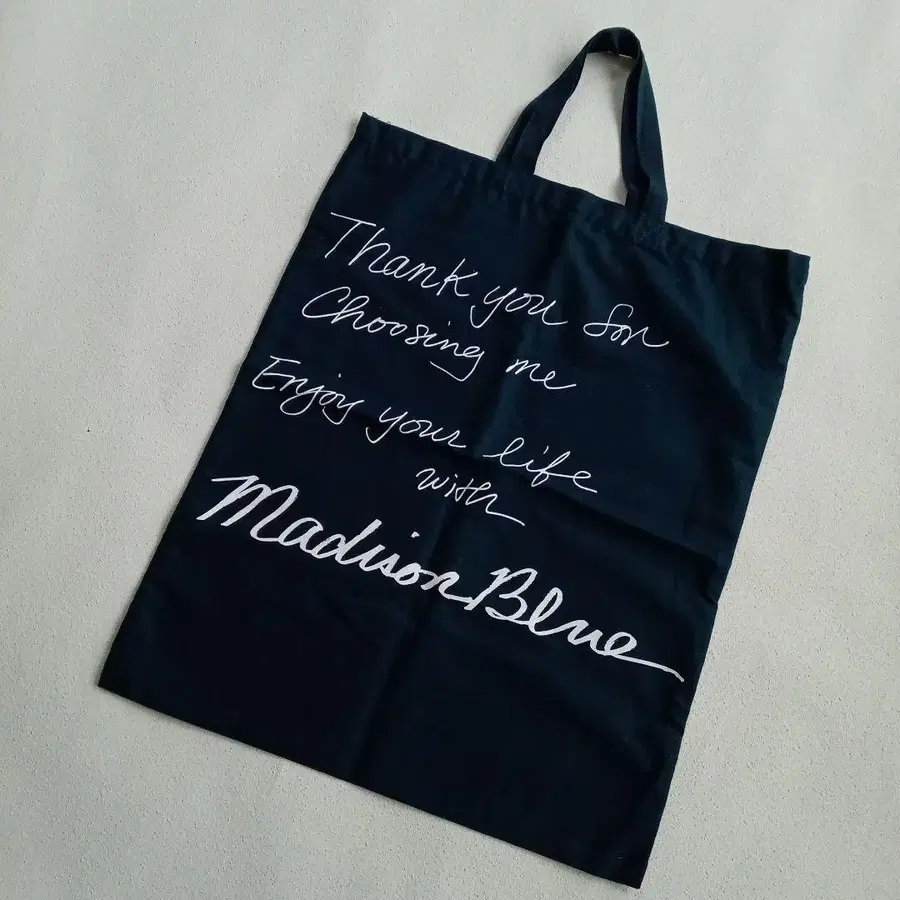 Thank you for
Choosing me
Enjoy your life
with
Madison Blue